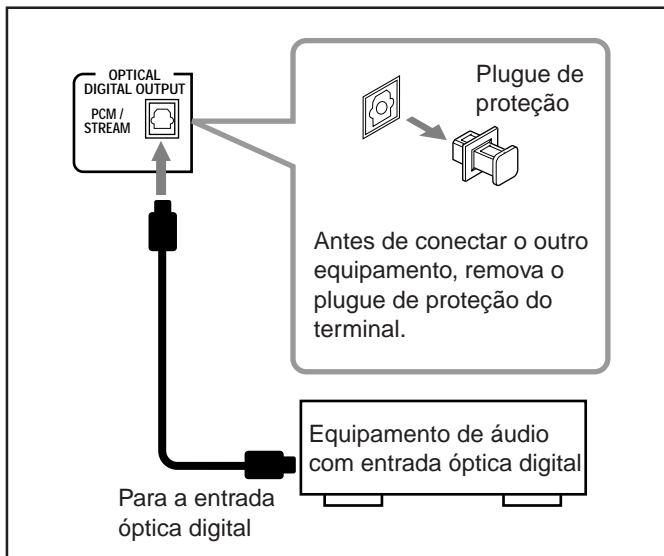 OPTICAL
DIGITAL OUTPUT
PCM /
STREAM
Plugue de
proteção
Antes de conectar o outro
equipamento, remova o
plugue de proteção do
terminal.
Equipamento de áudio
com entrada óptica digital
Para a entrada
óptica digital